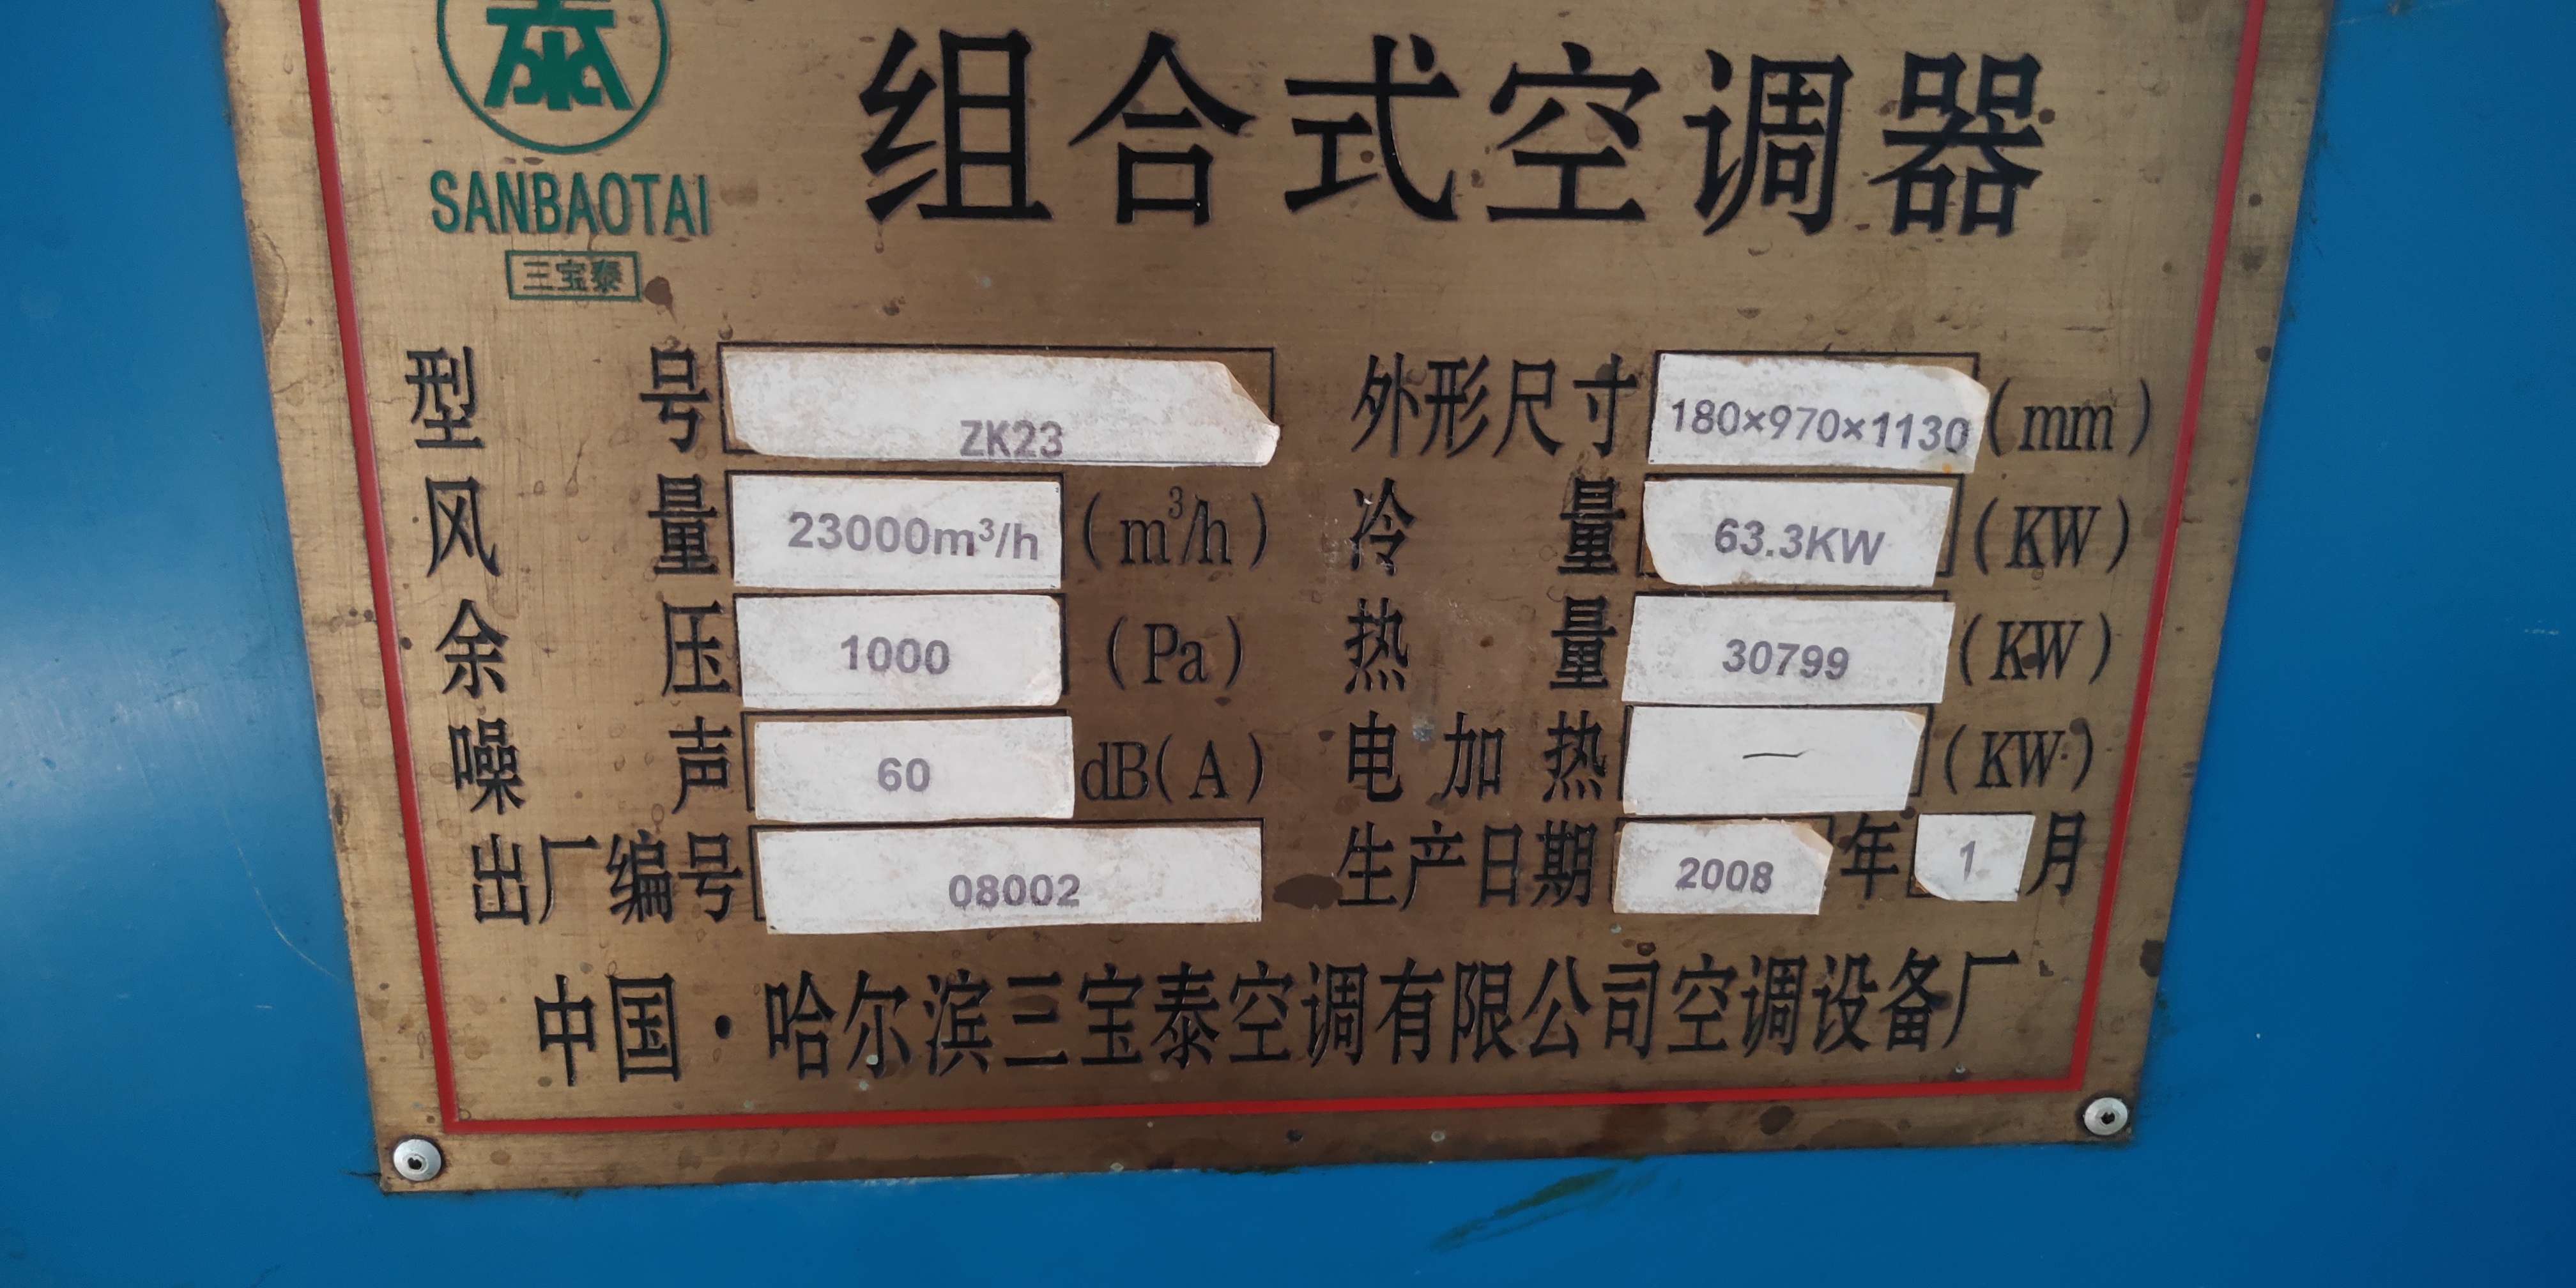 泰
组合式空调器
SANBAOTAI
三宝泰
型号 ZK23 外形尺寸 180×970×1130 (mm)
风量 23000m³/h (m³/h) 冷量 63.3KW (KW)
余压 1000 (Pa) 热量 30799 (KW)
噪声 60 dB(A) 电加热 — (KW)
出厂编号 08002 生产日期 2008 年 1 月
中国·哈尔滨三宝泰空调有限公司空调设备厂